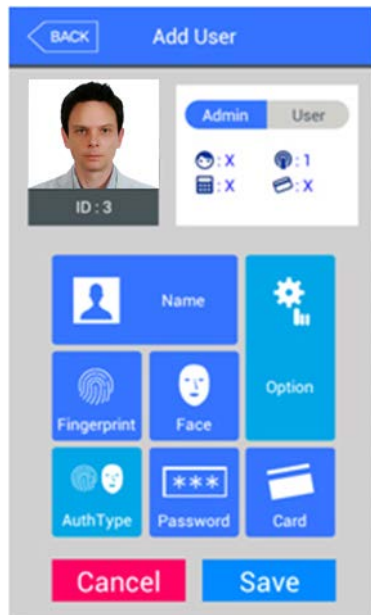 BACK Add User
Admin User
: X : 1
: X : X
ID : 3
Name
Option
Fingerprint Face
***
AuthType Password Card
Cancel Save